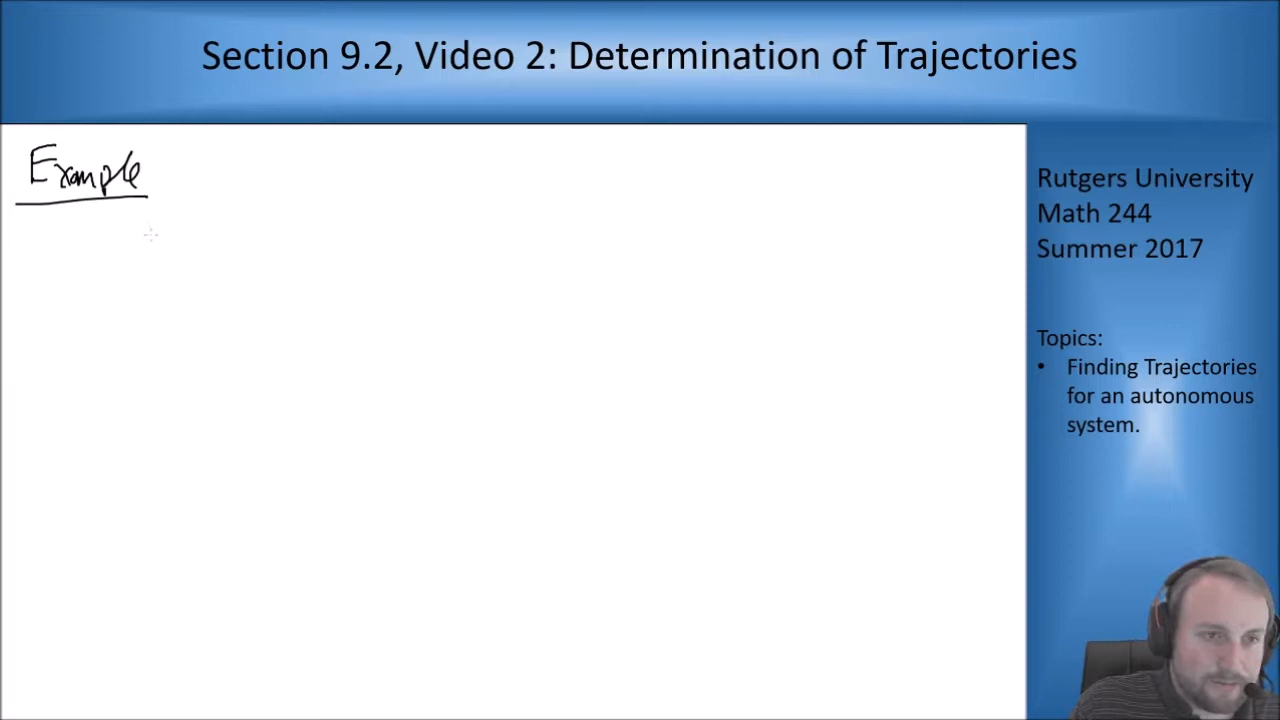 Section 9.2, Video 2: Determination of Trajectories
Example
Rutgers University
Math 244
Summer 2017
Topics:
• Finding Trajectories
for an autonomous
system.